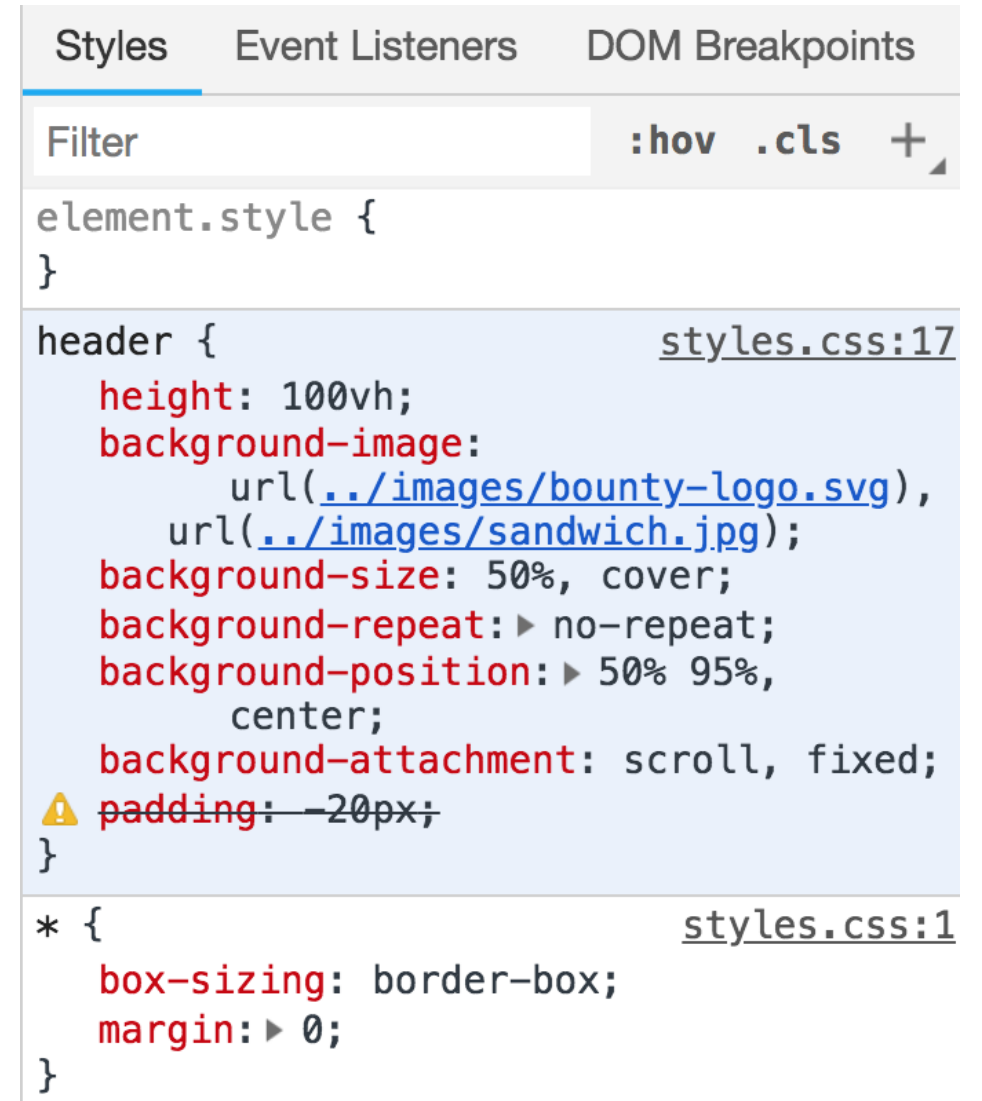 Styles Event Listeners DOM Breakpoints
Filter :hov .cls +
element.style {
}
header { styles.css:17
height: 100vh;
background-image:
url(../images/bounty-logo.svg),
url(../images/sandwich.jpg);
background-size: 50%, cover;
background-repeat: ▶ no-repeat;
background-position: ▶ 50% 95%,
center;
background-attachment: scroll, fixed;
padding: -20px;
}
* { styles.css:1
box-sizing: border-box;
margin: ▶ 0;
}